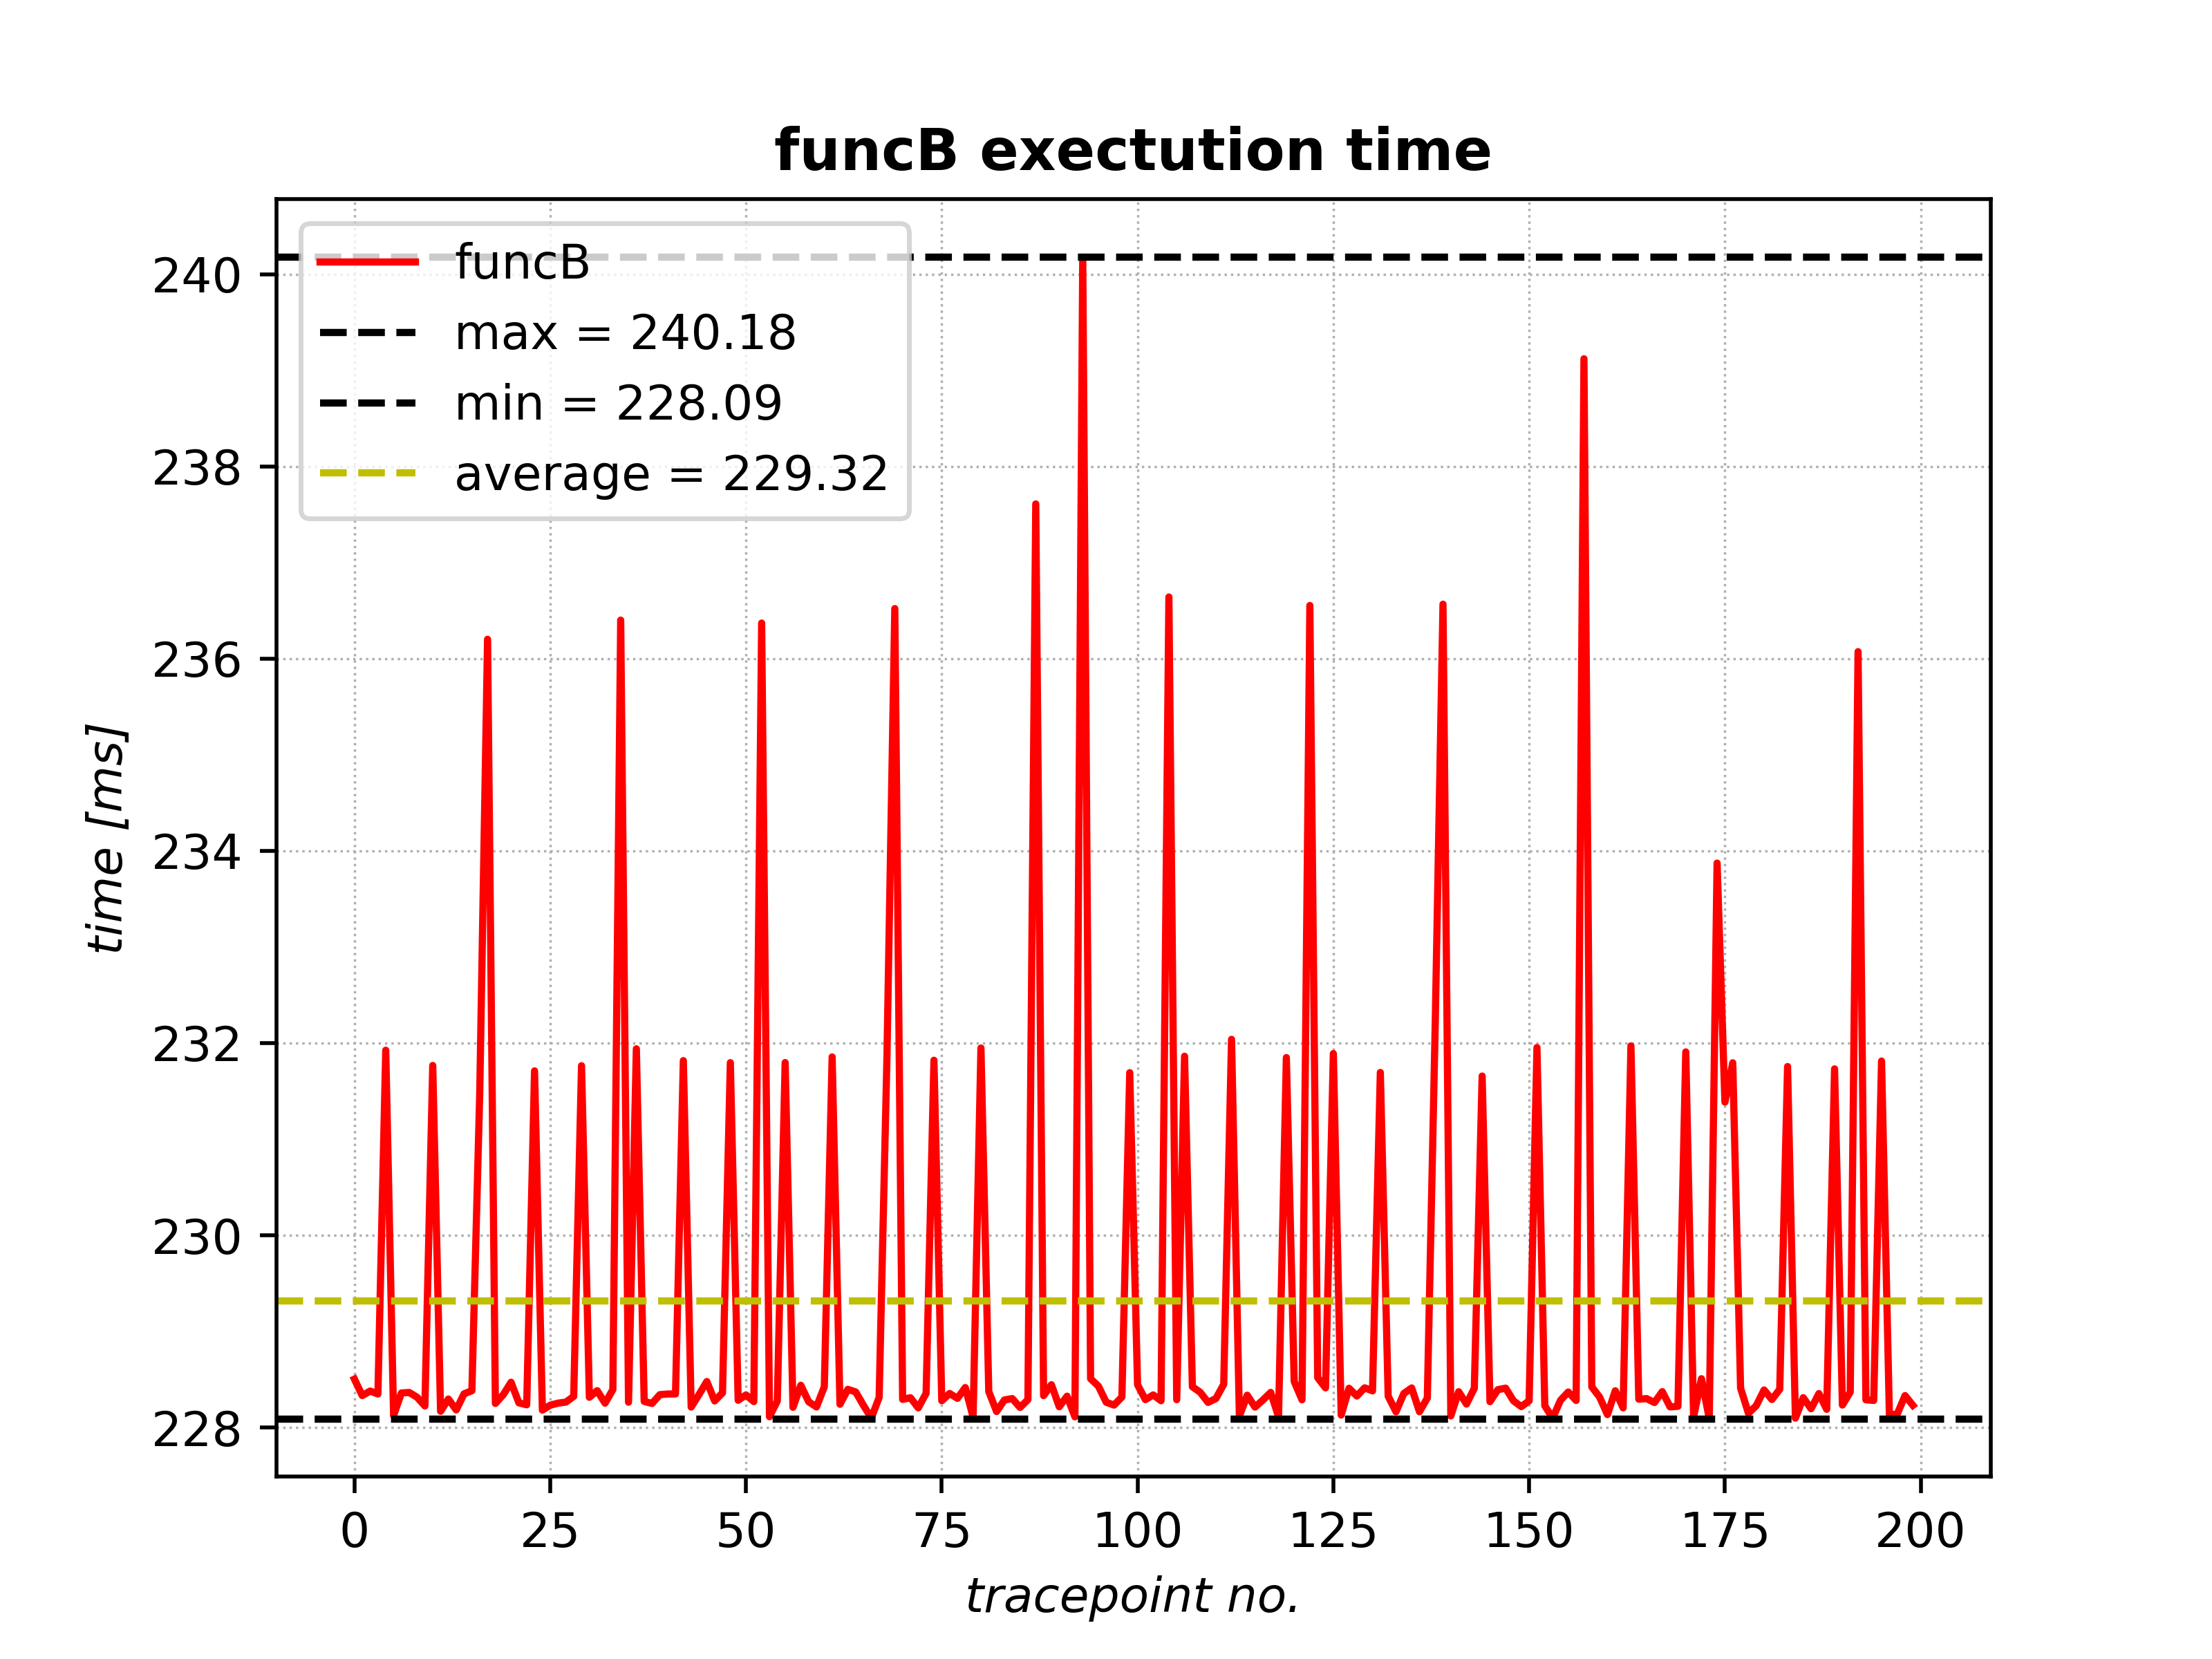 funcB exectution time
funcB
max = 240.18
min = 228.09
average = 229.32
240
238
236
234
232
230
228
time [ms]
0 25 50 75 100 125 150 175 200
tracepoint no.